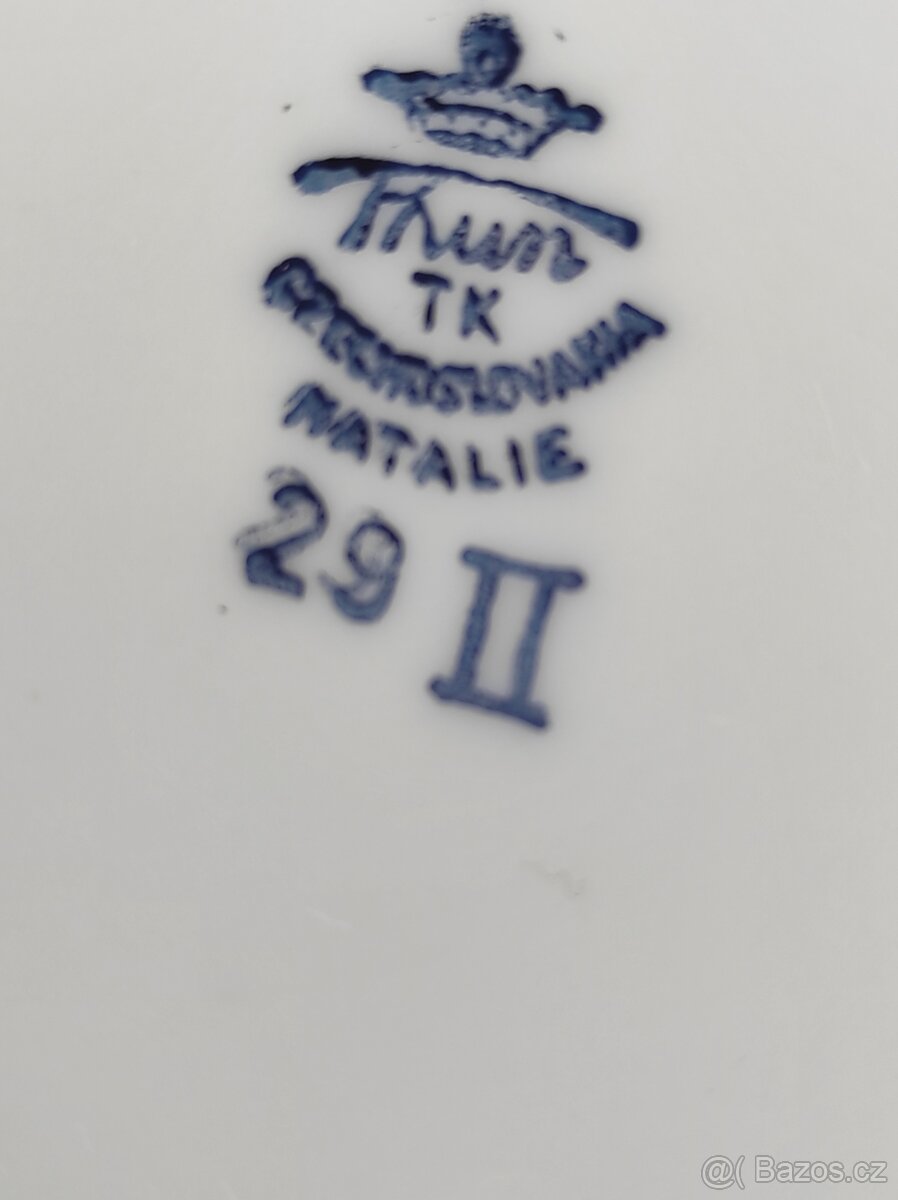 Thun
TK
CZECHOSLOVAKIA
NATALIE
29 II
@( Bazos.cz